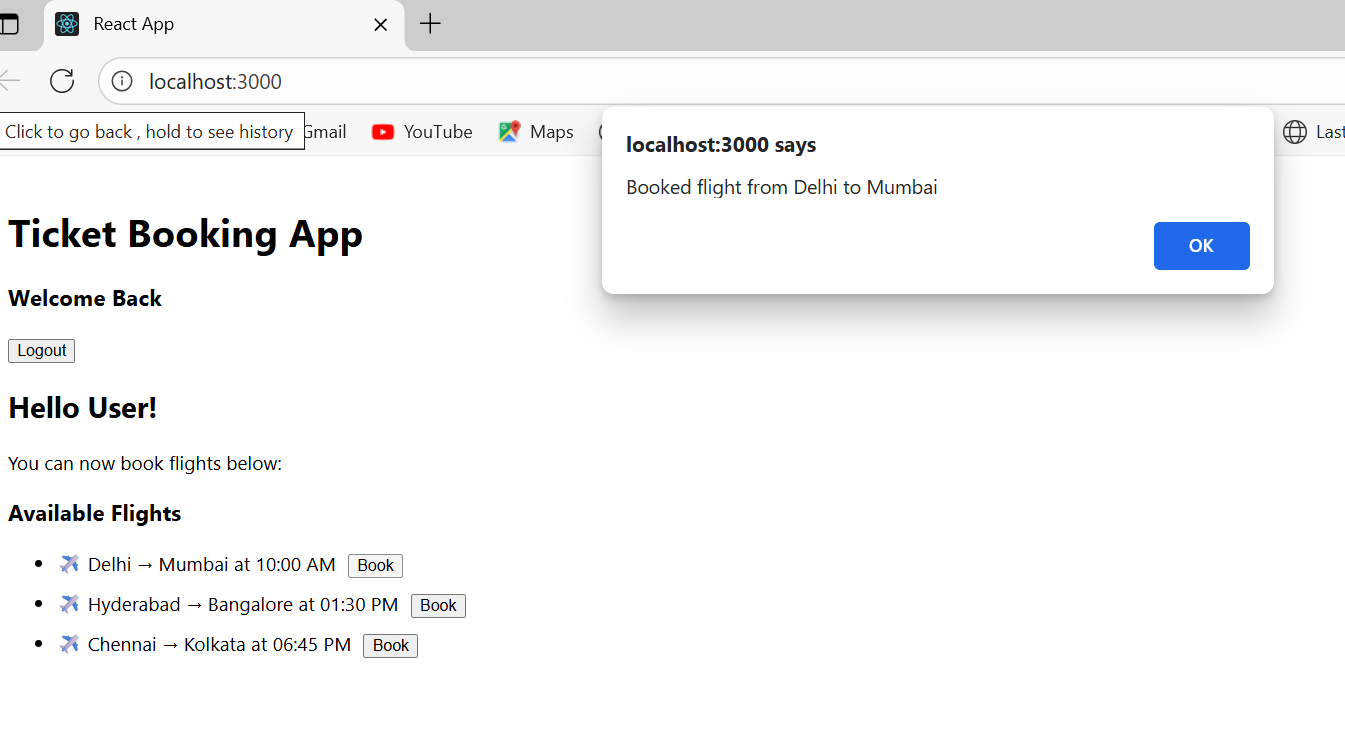 React App
localhost:3000
Click to go back , hold to see history
Gmail
YouTube
Maps
Last
localhost:3000 says
Booked flight from Delhi to Mumbai
OK
Ticket Booking App
Welcome Back
Logout
Hello User!
You can now book flights below:
Available Flights
Delhi → Mumbai at 10:00 AM Book
Hyderabad → Bangalore at 01:30 PM Book
Chennai → Kolkata at 06:45 PM Book